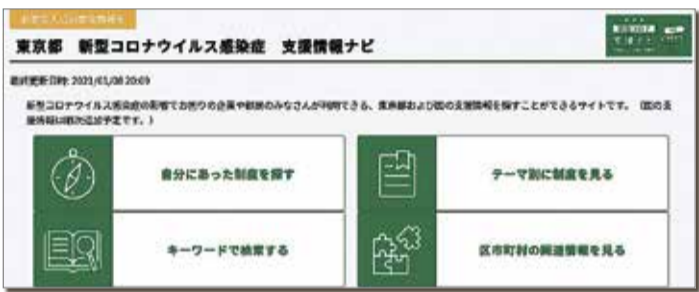 東京都 新型コロナウイルス感染症 支援情報ナビ
最終更新日時: 2021/01/08 20:09
新型コロナウイルス感染症の影響でお困りの企業や都民のみなさんが利用できる、東京都および国の支援情報を探すことができるサイトです。(国の支
援情報は順次追加予定です。)
自分にあった制度を探す
テーマ別に制度を見る
キーワードで検索する
区市町村の関連情報を見る